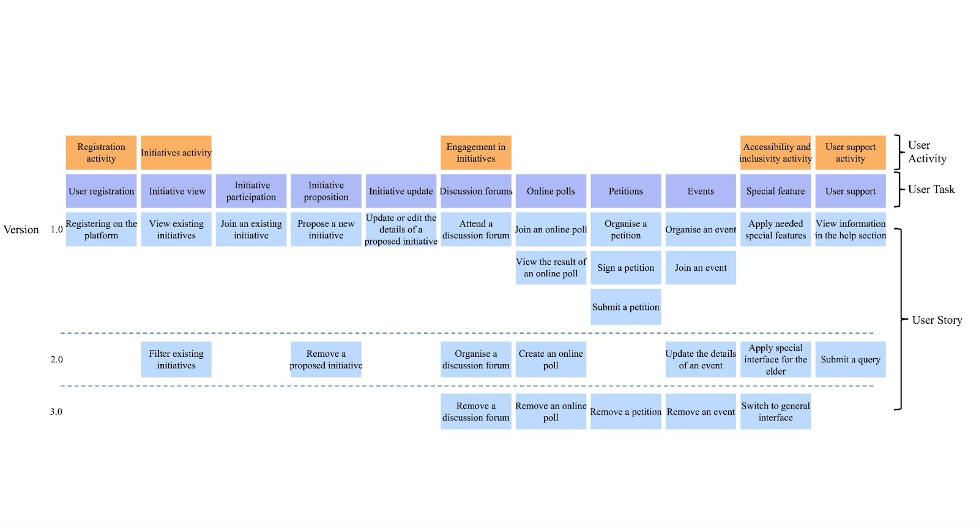 Registration
activity
Initiatives activity
Engagement in
initiatives
Accessibility and
inclusivity activity
User support
activity
User
Activity
User registration
Initiative view
Initiative
participation
Initiative
proposition
Initiative update
Discussion forums
Online polls
Petitions
Events
Special feature
User support
User Task
Version
1.0
Registering on the
platform
View existing
initiatives
Join an existing
initiative
Propose a new
initiative
Update or edit the
details of a
proposed initiative
Attend a
discussion forum
Join an online poll
Organise a
petition
Organise an event
Apply needed
special features
View information
in the help section
View the result of
an online poll
Sign a petition
Join an event
Submit a petition
User Story
2.0
Filter existing
initiatives
Remove a
proposed initiative
Organise a
discussion forum
Create an online
poll
Update the details
of an event
Apply special
interface for the
elder
Submit a query
3.0
Remove a
discussion forum
Remove an online
poll
Remove a petition
Remove an event
Switch to general
interface